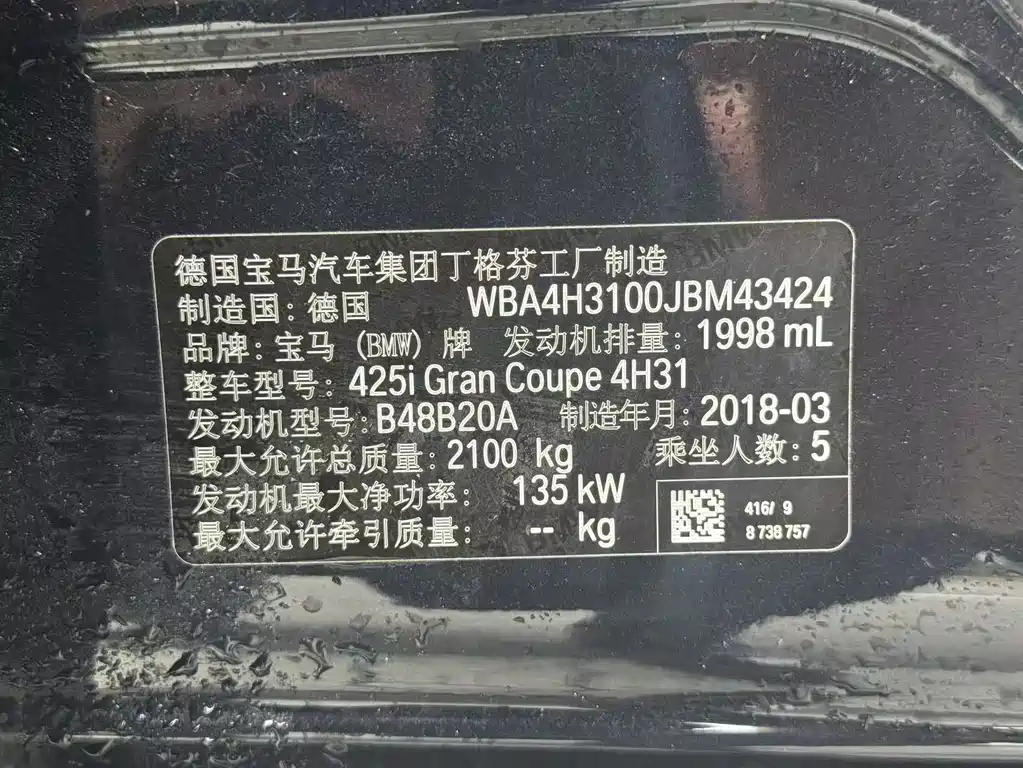 德国宝马汽车集团丁格芬工厂制造
制造国：德国 WBA4H3100JBM43424
品牌：宝马（BMW）牌 发动机排量：1998 mL
整车型号：425i Gran Coupe 4H31
发动机型号：B48B20A 制造年月：2018-03
最大允许总质量：2100 kg 乘坐人数：5
发动机最大净功率： 135 kW
最大允许牵引质量： -- kg
416/ 9
8 738 757